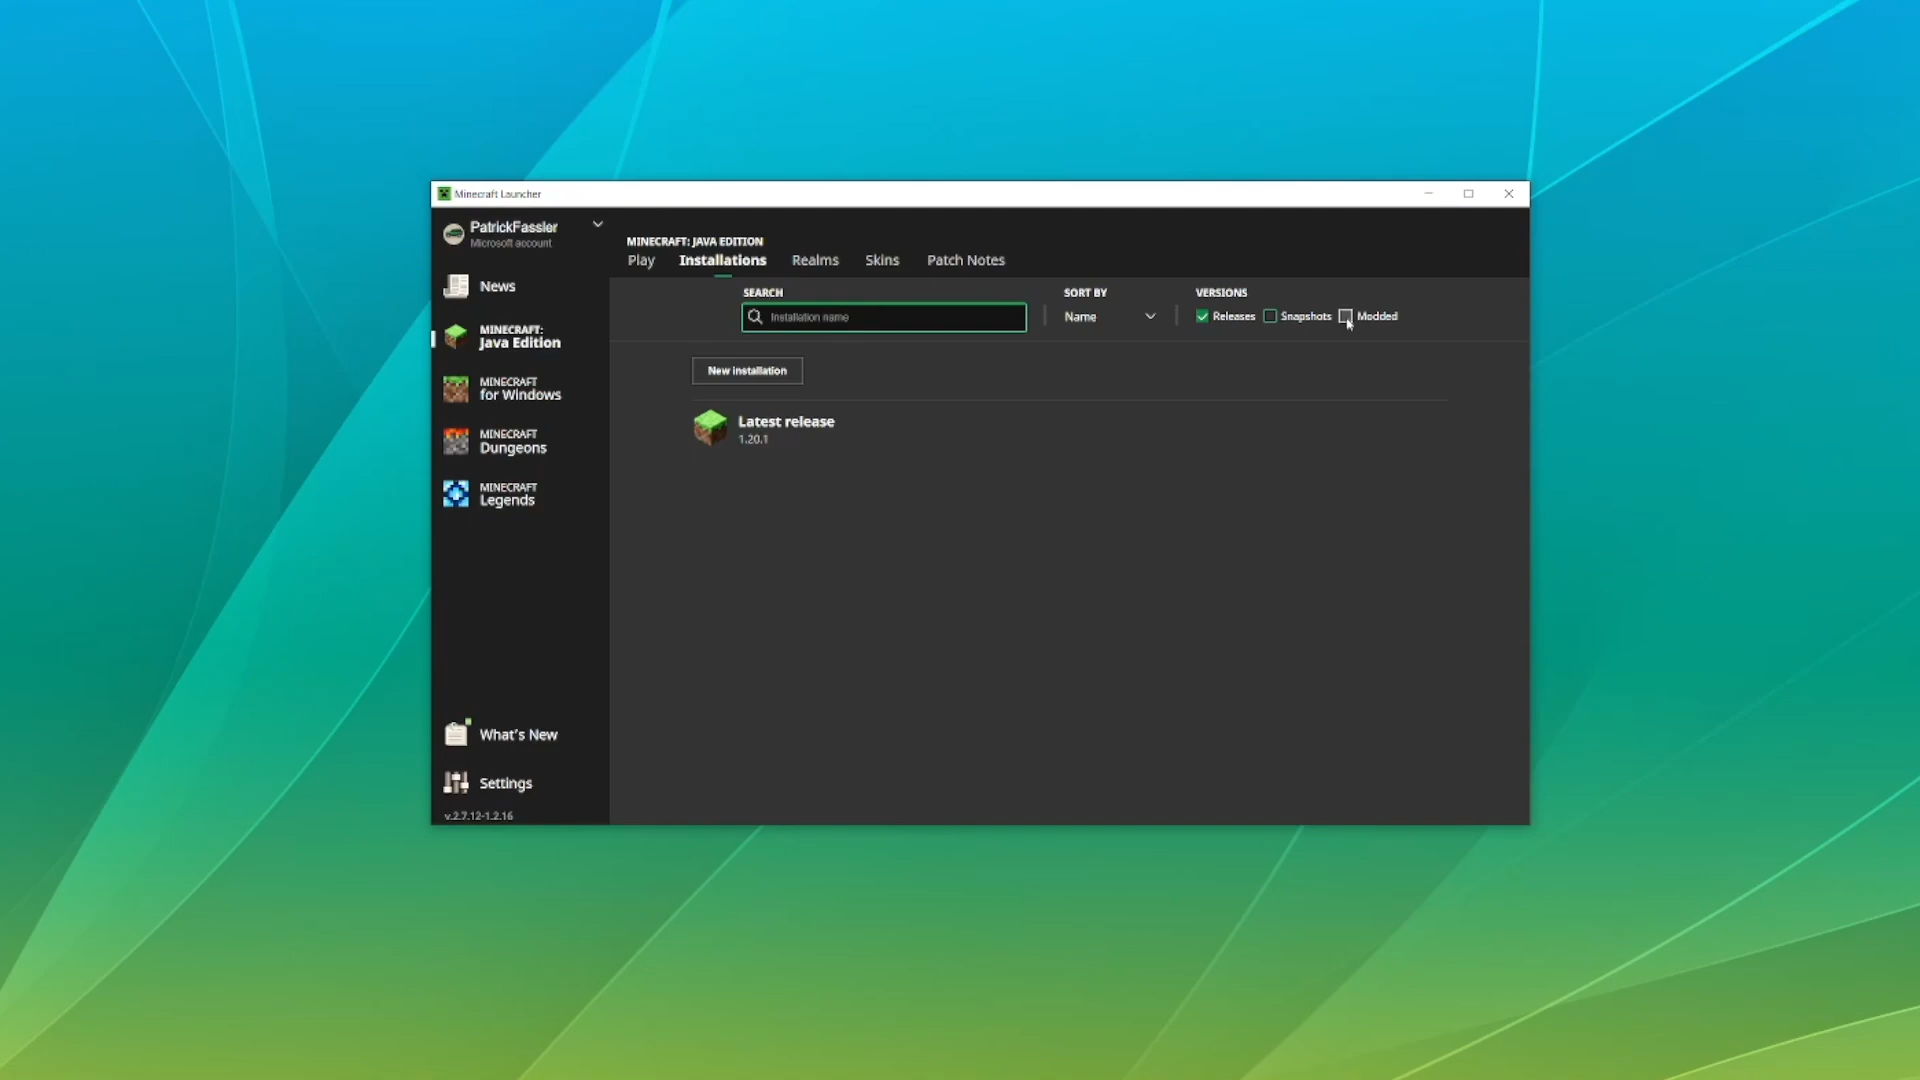 Minecraft Launcher
PatrickFassler
Microsoft account
News
MINECRAFT:
Java Edition
MINECRAFT
for Windows
MINECRAFT
Dungeons
MINECRAFT
Legends
What's New
Settings
v.2.7.12-1.2.16
MINECRAFT: JAVA EDITION
Play Installations Realms Skins Patch Notes
SEARCH SORT BY VERSIONS
Installation name Name Releases Snapshots Modded
New installation
Latest release
1.20.1